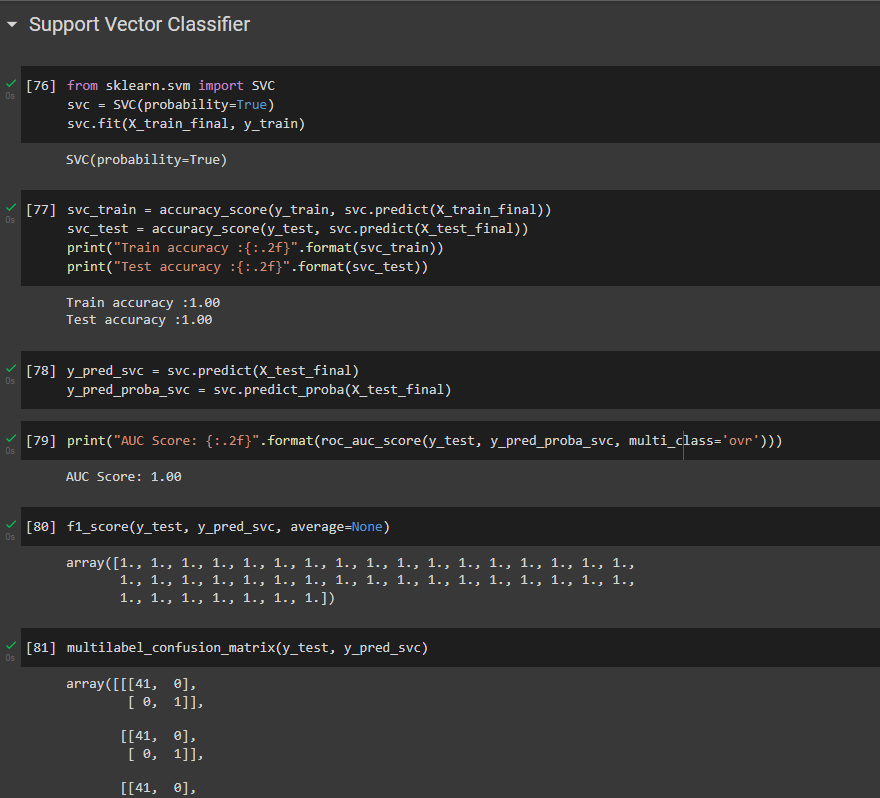 Support Vector Classifier
[76] from sklearn.svm import SVC
svc = SVC(probability=True)
svc.fit(X_train_final, y_train)
0s
SVC(probability=True)
[77] svc_train = accuracy_score(y_train, svc.predict(X_train_final))
0s
svc_test = accuracy_score(y_test, svc.predict(X_test_final))
print("Train accuracy :{:.2f}".format(svc_train))
print("Test accuracy :{:.2f}".format(svc_test))
Train accuracy :1.00
Test accuracy :1.00
[78] y_pred_svc = svc.predict(X_test_final)
0s
y_pred_proba_svc = svc.predict_proba(X_test_final)
[79] print("AUC Score: {:.2f}".format(roc_auc_score(y_test, y_pred_proba_svc, multi_class='ovr')))
0s
AUC Score: 1.00
[80] f1_score(y_test, y_pred_svc, average=None)
0s
array([1., 1., 1., 1., 1., 1., 1., 1., 1., 1., 1., 1., 1., 1., 1., 1., 1.,
1., 1., 1., 1., 1., 1., 1., 1., 1., 1., 1., 1., 1., 1., 1., 1., 1.,
1., 1., 1., 1., 1., 1., 1.])
[81] multilabel_confusion_matrix(y_test, y_pred_svc)
0s
array([[[41, 0],
[ 0, 1]],
[[41, 0],
[ 0, 1]],
[[41, 0],